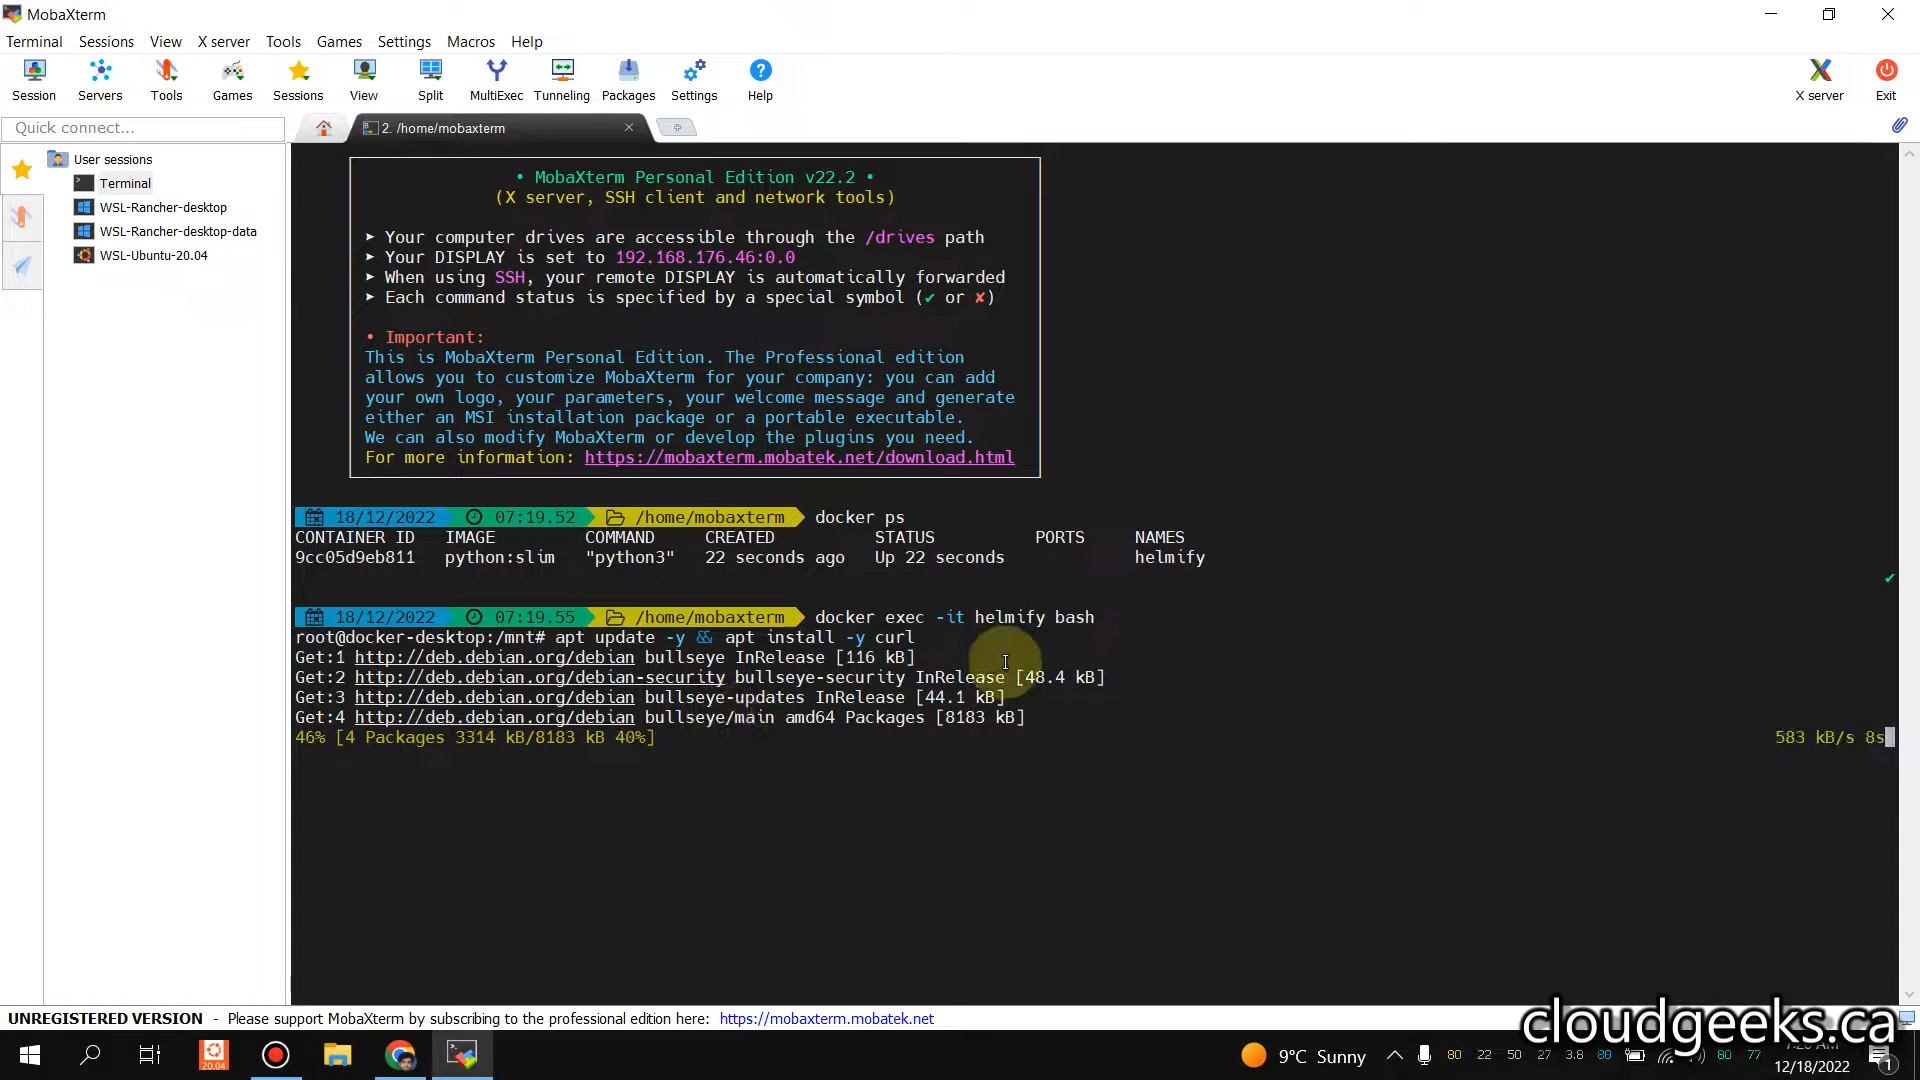 MobaXterm
Terminal Sessions View X server Tools Games Settings Macros Help
Session Servers Tools Games Sessions View Split MultiExec Tunneling Packages Settings Help X server Exit
Quick connect...
2. /home/mobaxterm
User sessions
Terminal
WSL-Rancher-desktop
WSL-Rancher-desktop-data
WSL-Ubuntu-20.04
• MobaXterm Personal Edition v22.2 •
(X server, SSH client and network tools)
➤ Your computer drives are accessible through the /drives path
➤ Your DISPLAY is set to 192.168.176.46:0.0
➤ When using SSH, your remote DISPLAY is automatically forwarded
➤ Each command status is specified by a special symbol (✔ or ✘)
• Important:
This is MobaXterm Personal Edition. The Professional edition
allows you to customize MobaXterm for your company: you can add
your own logo, your parameters, your welcome message and generate
either an MSI installation package or a portable executable.
We can also modify MobaXterm or develop the plugins you need.
For more information: https://mobaxterm.mobatek.net/download.html
18/12/2022 07:19.52 /home/mobaxterm docker ps
CONTAINER ID IMAGE COMMAND CREATED STATUS PORTS NAMES
9cc05d9eb811 python:slim "python3" 22 seconds ago Up 22 seconds helmify
✔
18/12/2022 07:19.55 /home/mobaxterm docker exec -it helmify bash
root@docker-desktop:/mnt# apt update -y && apt install -y curl
Get:1 http://deb.debian.org/debian bullseye InRelease [116 kB]
Get:2 http://deb.debian.org/debian-security bullseye-security InRelease [48.4 kB]
Get:3 http://deb.debian.org/debian bullseye-updates InRelease [44.1 kB]
Get:4 http://deb.debian.org/debian bullseye/main amd64 Packages [8183 kB]
46% [4 Packages 3314 kB/8183 kB 40%] 583 kB/s 8s
UNREGISTERED VERSION - Please support MobaXterm by subscribing to the professional edition here: https://mobaxterm.mobatek.net
cloudgeeks.ca
20.04
9°C Sunny
80 22 50 27 3.8 80 80 77
12/18/2022
1